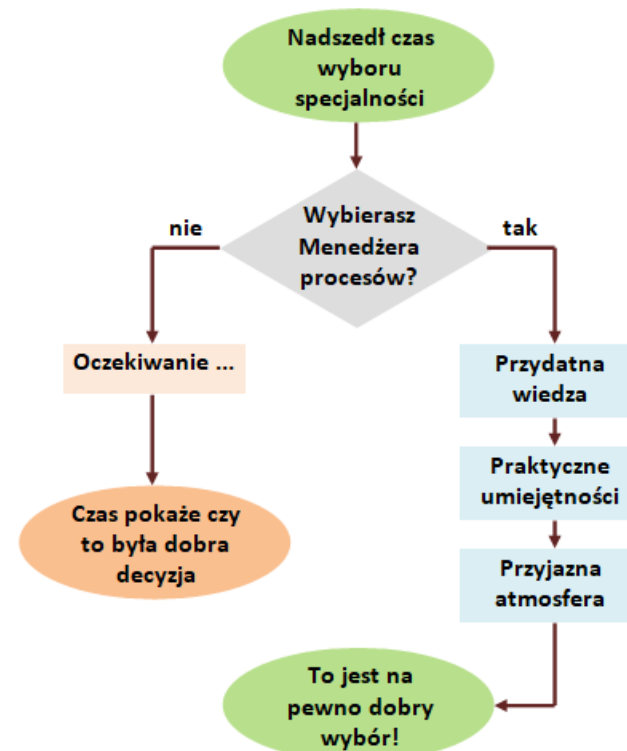 Nadszedł czas
wyboru
specjalności
Wybierasz
Menedżera
procesów?
nie
tak
Oczekiwanie ...
Czas pokaże czy
to była dobra
decyzja
Przydatna
wiedza
Praktyczne
umiejętności
Przyjazna
atmosfera
To jest na
pewno dobry
wybór!